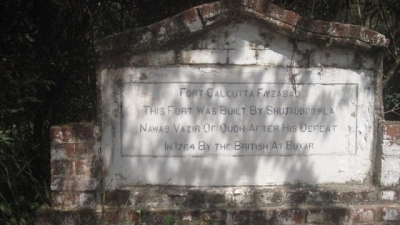 FORT CALCUTTA FYZABAD
THIS FORT WAS BUILT BY SHUJAUDDOWLA
NAWAB VAZIR OF OUDH AFTER HIS DEFEAT
IN 1764 BY THE BRITISH AT BUXAR